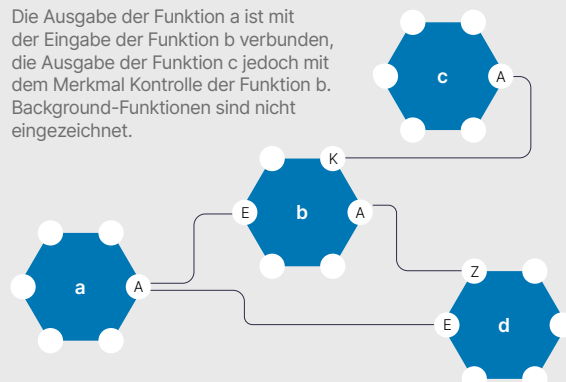 Die Ausgabe der Funktion a ist mit
der Eingabe der Funktion b verbunden,
die Ausgabe der Funktion c jedoch mit
dem Merkmal Kontrolle der Funktion b.
Background-Funktionen sind nicht
eingezeichnet.
c
A
K
E
b
A
a
A
Z
E
d